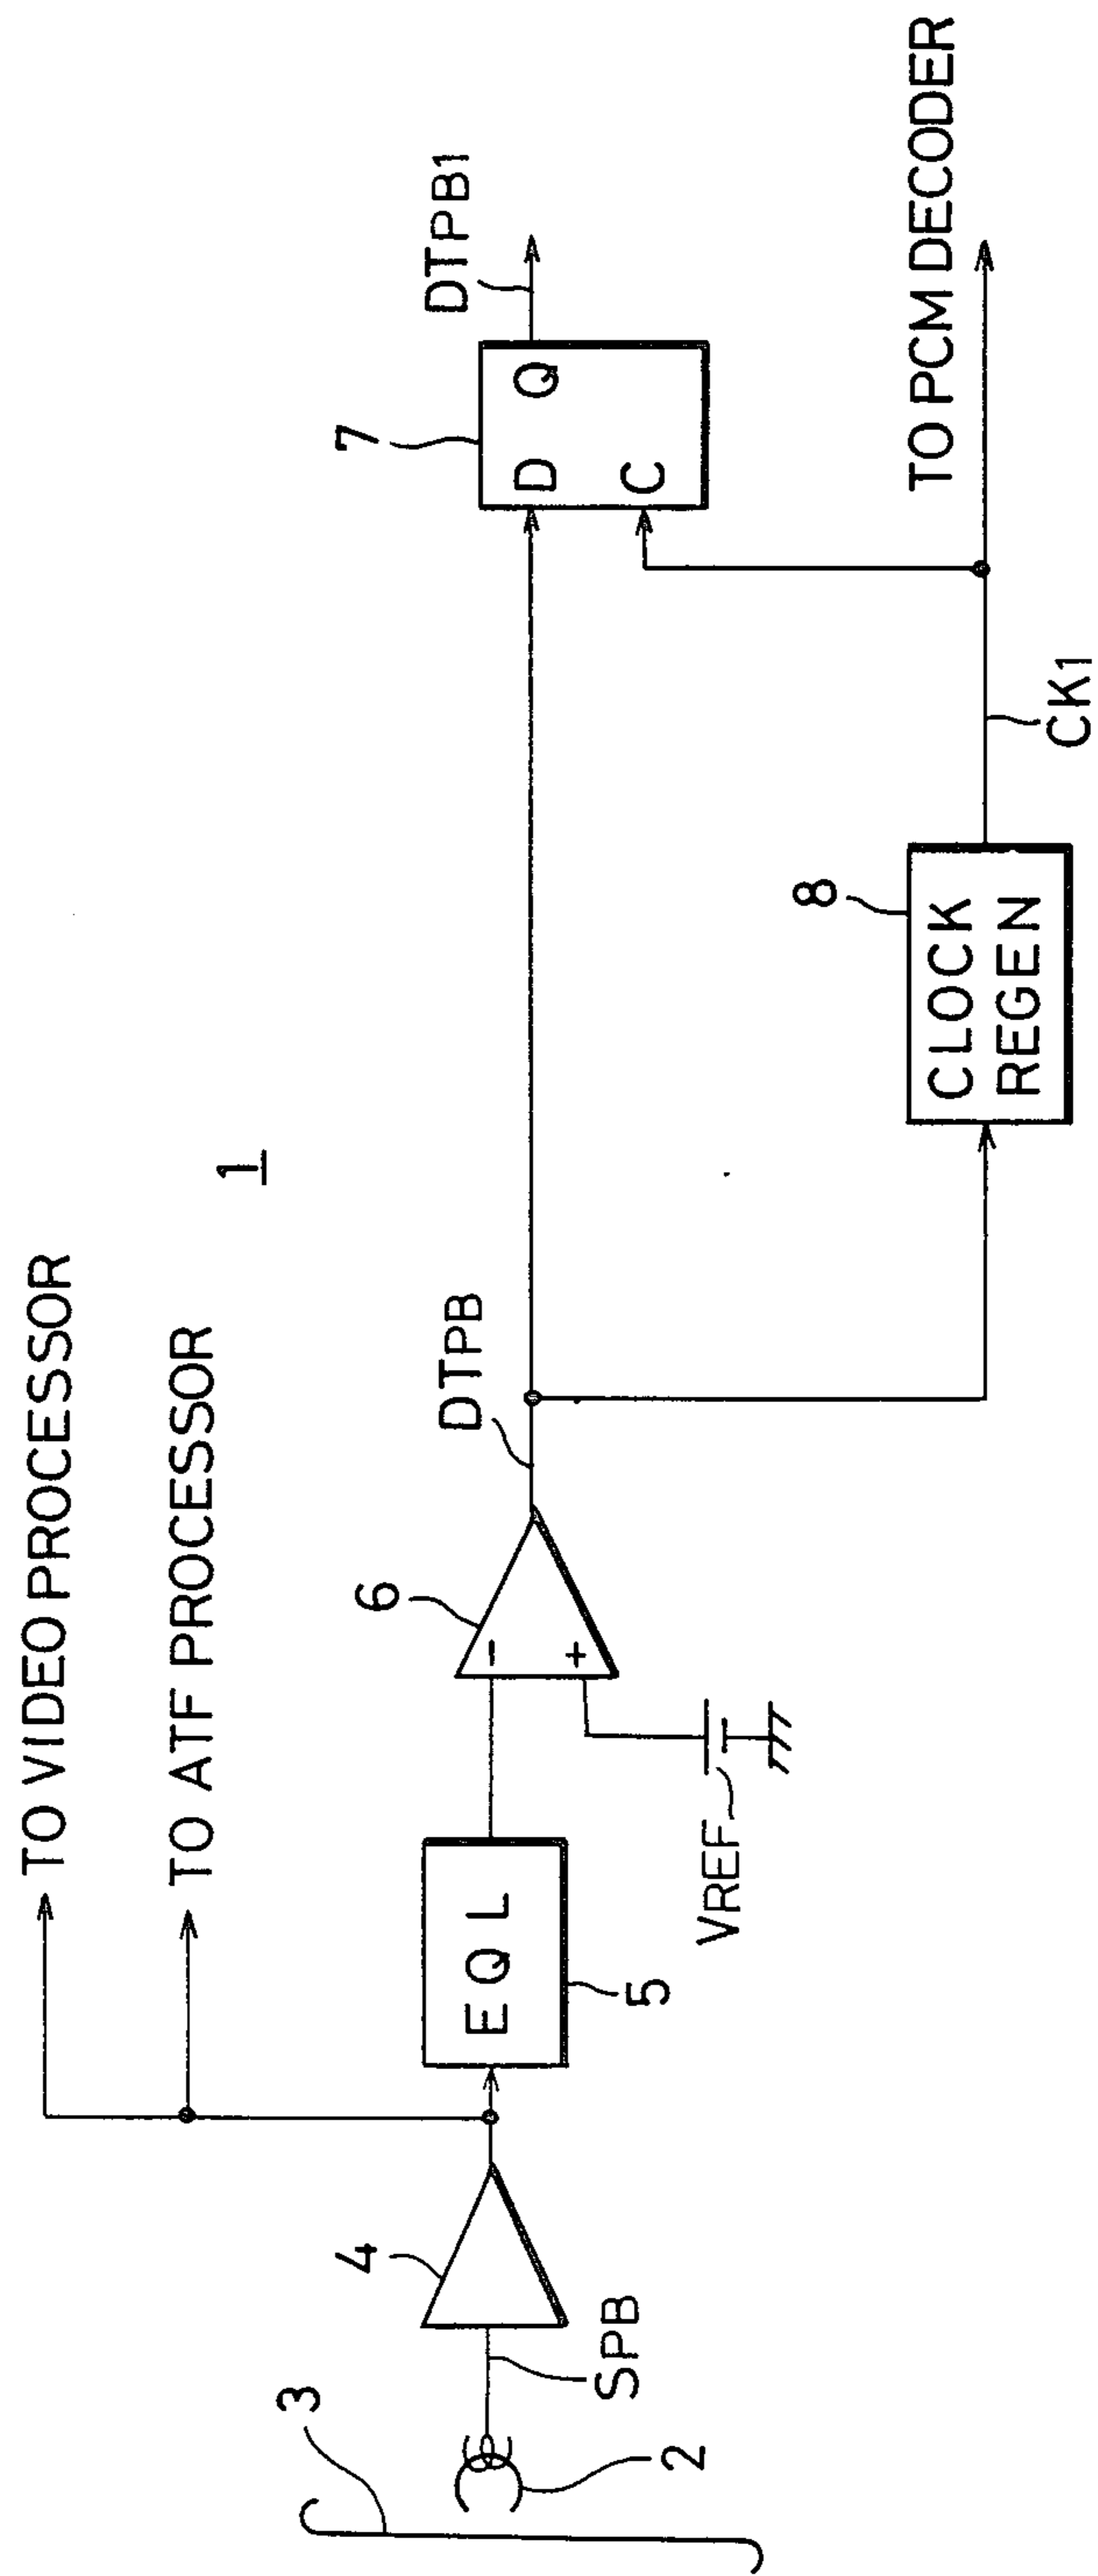 TO VIDEO PROCESSOR
TO ATF PROCESSOR
1
3
2
SPB
4
EQL
5
VREF
6
-
+
DTPB
7
D Q
C
DTPB1
8
CLOCK
REGEN
CK1
TO PCM DECODER